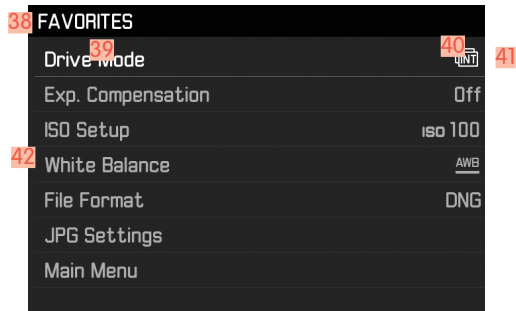 38 FAVORITES
39
Drive Mode 40 INT 41
Exp. Compensation Off
ISO Setup ISO 100
42 White Balance AWB
File Format DNG
JPG Settings
Main Menu